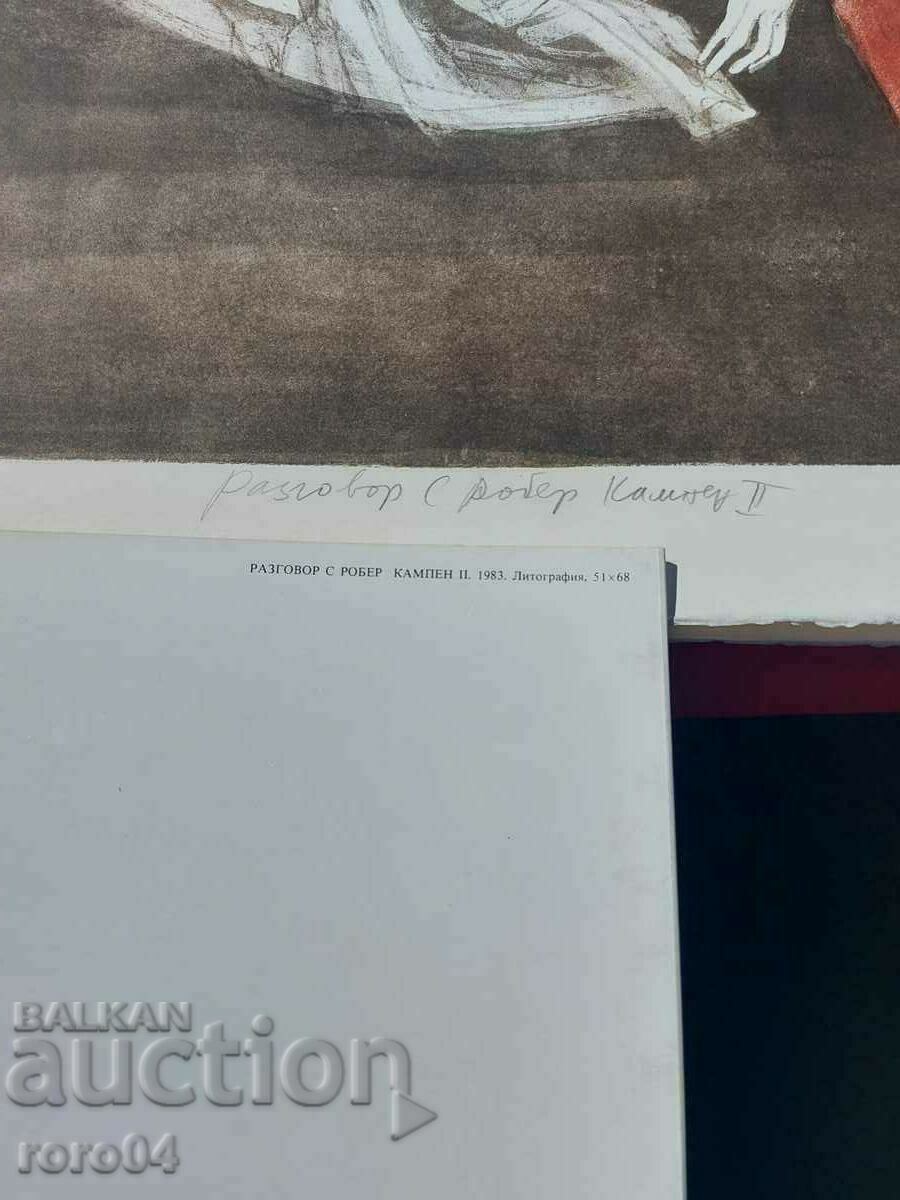 Разговор с Робер Кампен II
РАЗГОВОР С РОБЕР КАМПЕН II. 1983. Литография, 51×68
BALKAN
auction
roro04